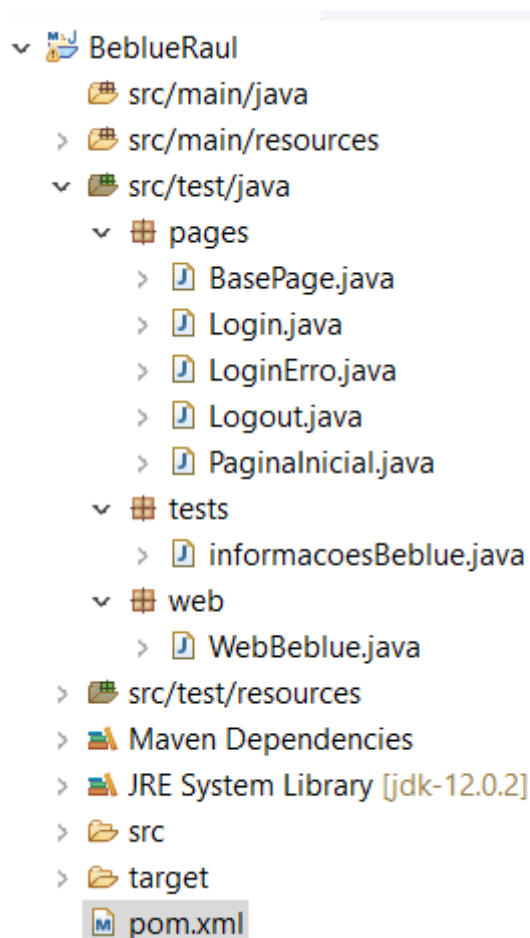 BeblueRaul
src/main/java
src/main/resources
src/test/java
pages
BasePage.java
Login.java
LoginErro.java
Logout.java
PaginaInicial.java
tests
informacoesBeblue.java
web
WebBeblue.java
src/test/resources
Maven Dependencies
JRE System Library [jdk-12.0.2]
src
target
pom.xml